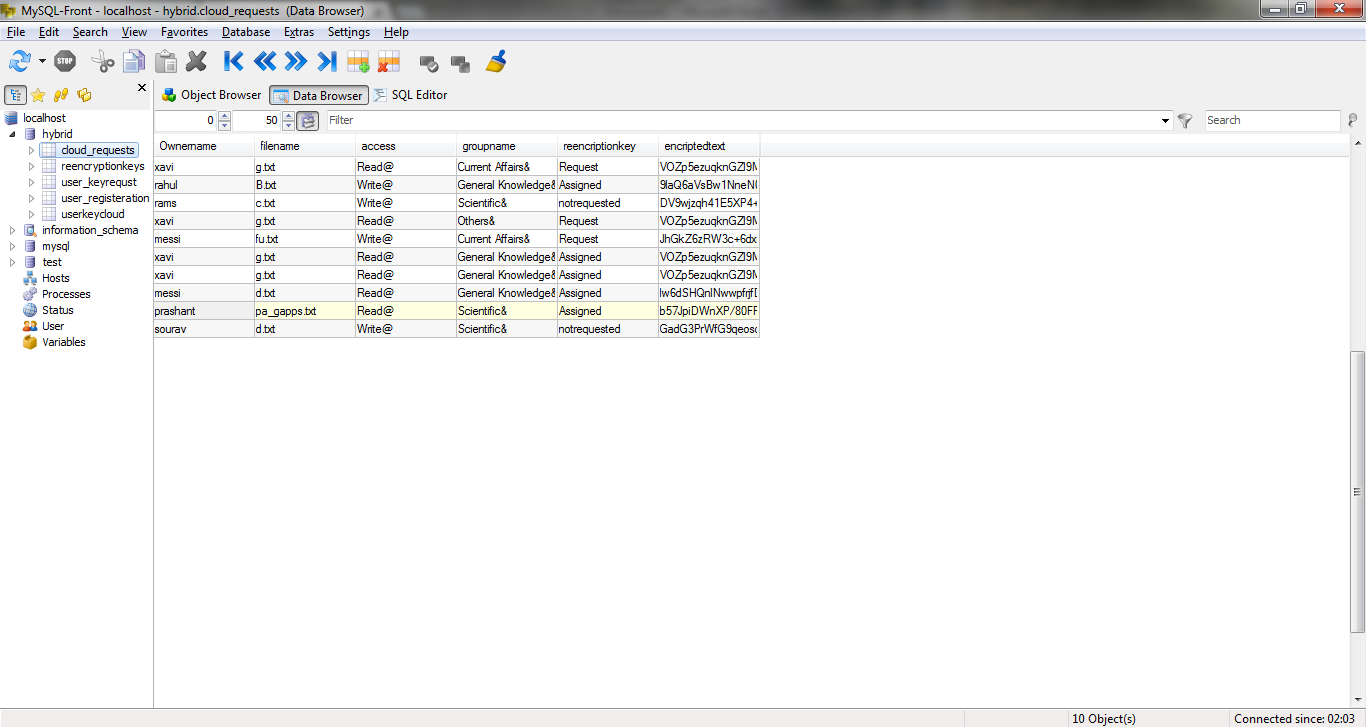 MySQL-Front - localhost - hybrid.cloud_requests (Data Browser)
File Edit Search View Favorites Database Extras Settings Help
STOP
Object Browser Data Browser SQL Editor
0 50 Filter Search
localhost
hybrid
cloud_requests
reencryptionkeys
user_keyrequst
user_registeration
userkeycloud
information_schema
mysql
test
Hosts
Processes
Status
User
Variables
Ownername filename access groupname reencriptionkey encriptedtext
xavi g.txt Read@ Current Affairs& Request VOZp5ezuqknGZl9M
rahul B.txt Write@ General Knowledge& Assigned 9laQ6aVsBw1NneN
rams c.txt Write@ Scientific& notrequested DV9wjzqh41E5XP4+
xavi g.txt Read@ Others& Request VOZp5ezuqknGZl9M
messi fu.txt Write@ Current Affairs& Request JhGkZ6zRW3c+6dx
xavi g.txt Read@ General Knowledge& Assigned VOZp5ezuqknGZl9M
xavi g.txt Read@ General Knowledge& Assigned VOZp5ezuqknGZl9M
messi d.txt Read@ General Knowledge& Assigned
prashant pa_gapps.txt Read@ Scientific& Assigned b57JpiDWnXP/80FF
sourav d.txt Write@ Scientific& notrequested GadG3PrWfG9qeos
10 Object(s) Connected since: 02:03